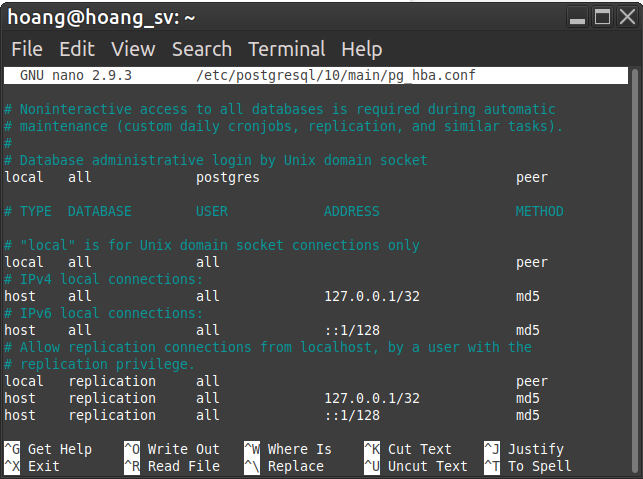 hoang@hoang_sv: ~
File Edit View Search Terminal Help
GNU nano 2.9.3 /etc/postgresql/10/main/pg_hba.conf
# Noninteractive access to all databases is required during automatic
# maintenance (custom daily cronjobs, replication, and similar tasks).
#
# Database administrative login by Unix domain socket
local all postgres peer
# TYPE DATABASE USER ADDRESS METHOD
# "local" is for Unix domain socket connections only
local all all peer
# IPv4 local connections:
host all all 127.0.0.1/32 md5
# IPv6 local connections:
host all all ::1/128 md5
# Allow replication connections from localhost, by a user with the
# replication privilege.
local replication all peer
host replication all 127.0.0.1/32 md5
host replication all ::1/128 md5
^G Get Help ^O Write Out ^W Where Is ^K Cut Text ^J Justify
^X Exit ^R Read File ^\ Replace ^U Uncut Text ^T To Spell